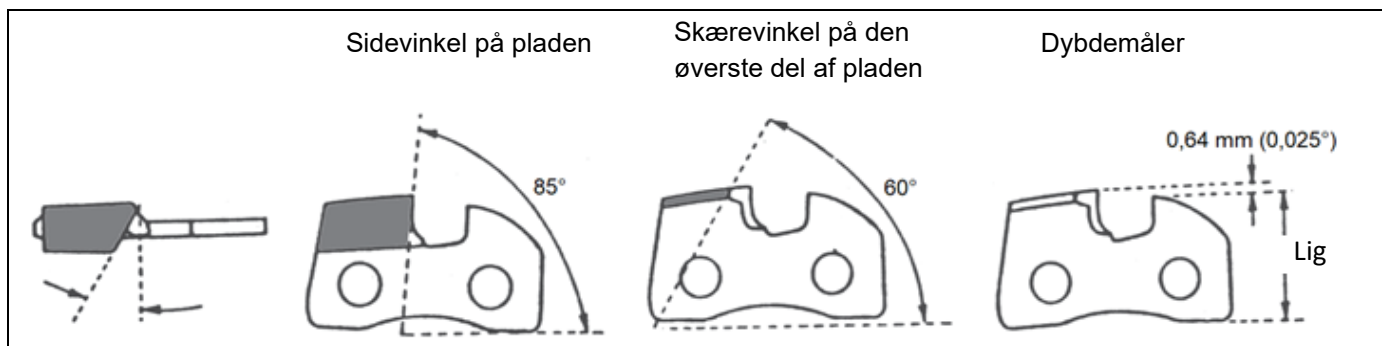 Sidevinkel på pladen
Skærevinkel på den
øverste del af pladen
Dybdemåler
85°
60°
0,64 mm (0,025°)
Lig